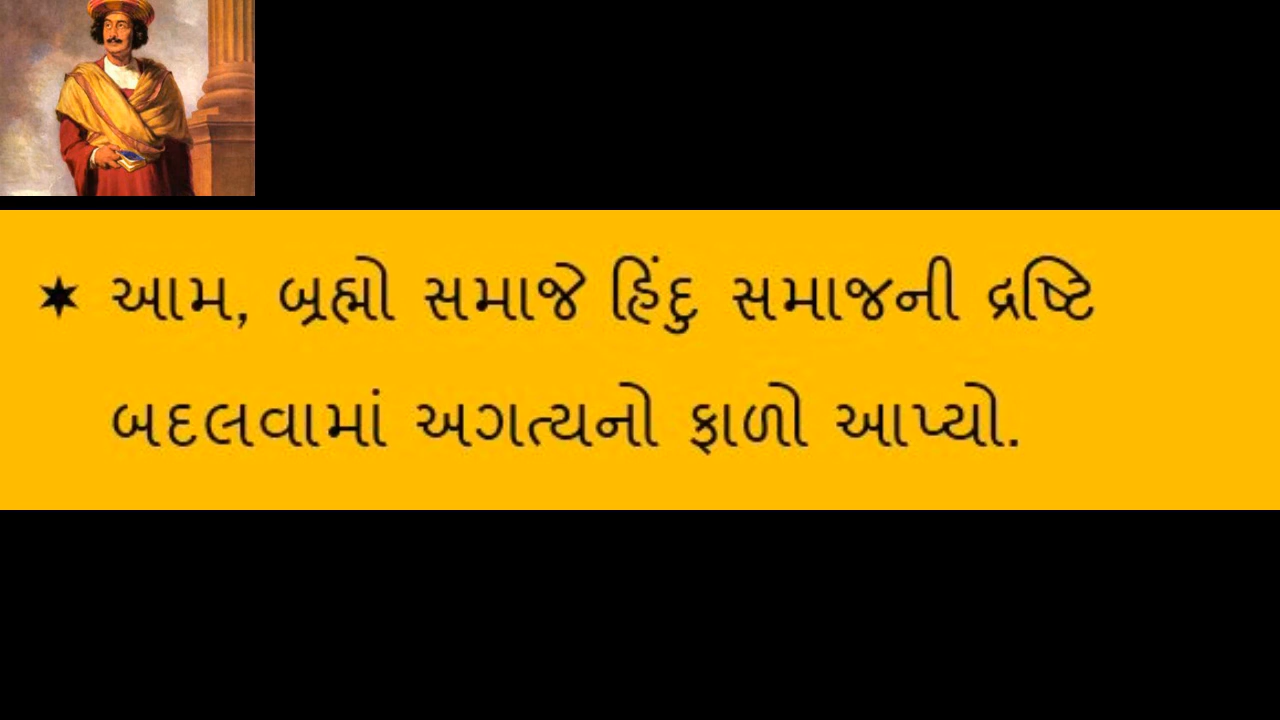 ✶ આમ, બ્રહ્મો સમાજે હિંદુ સમાજની દ્રષ્ટિ
બદલવામાં અગત્યનો ફાળો આપ્યો.